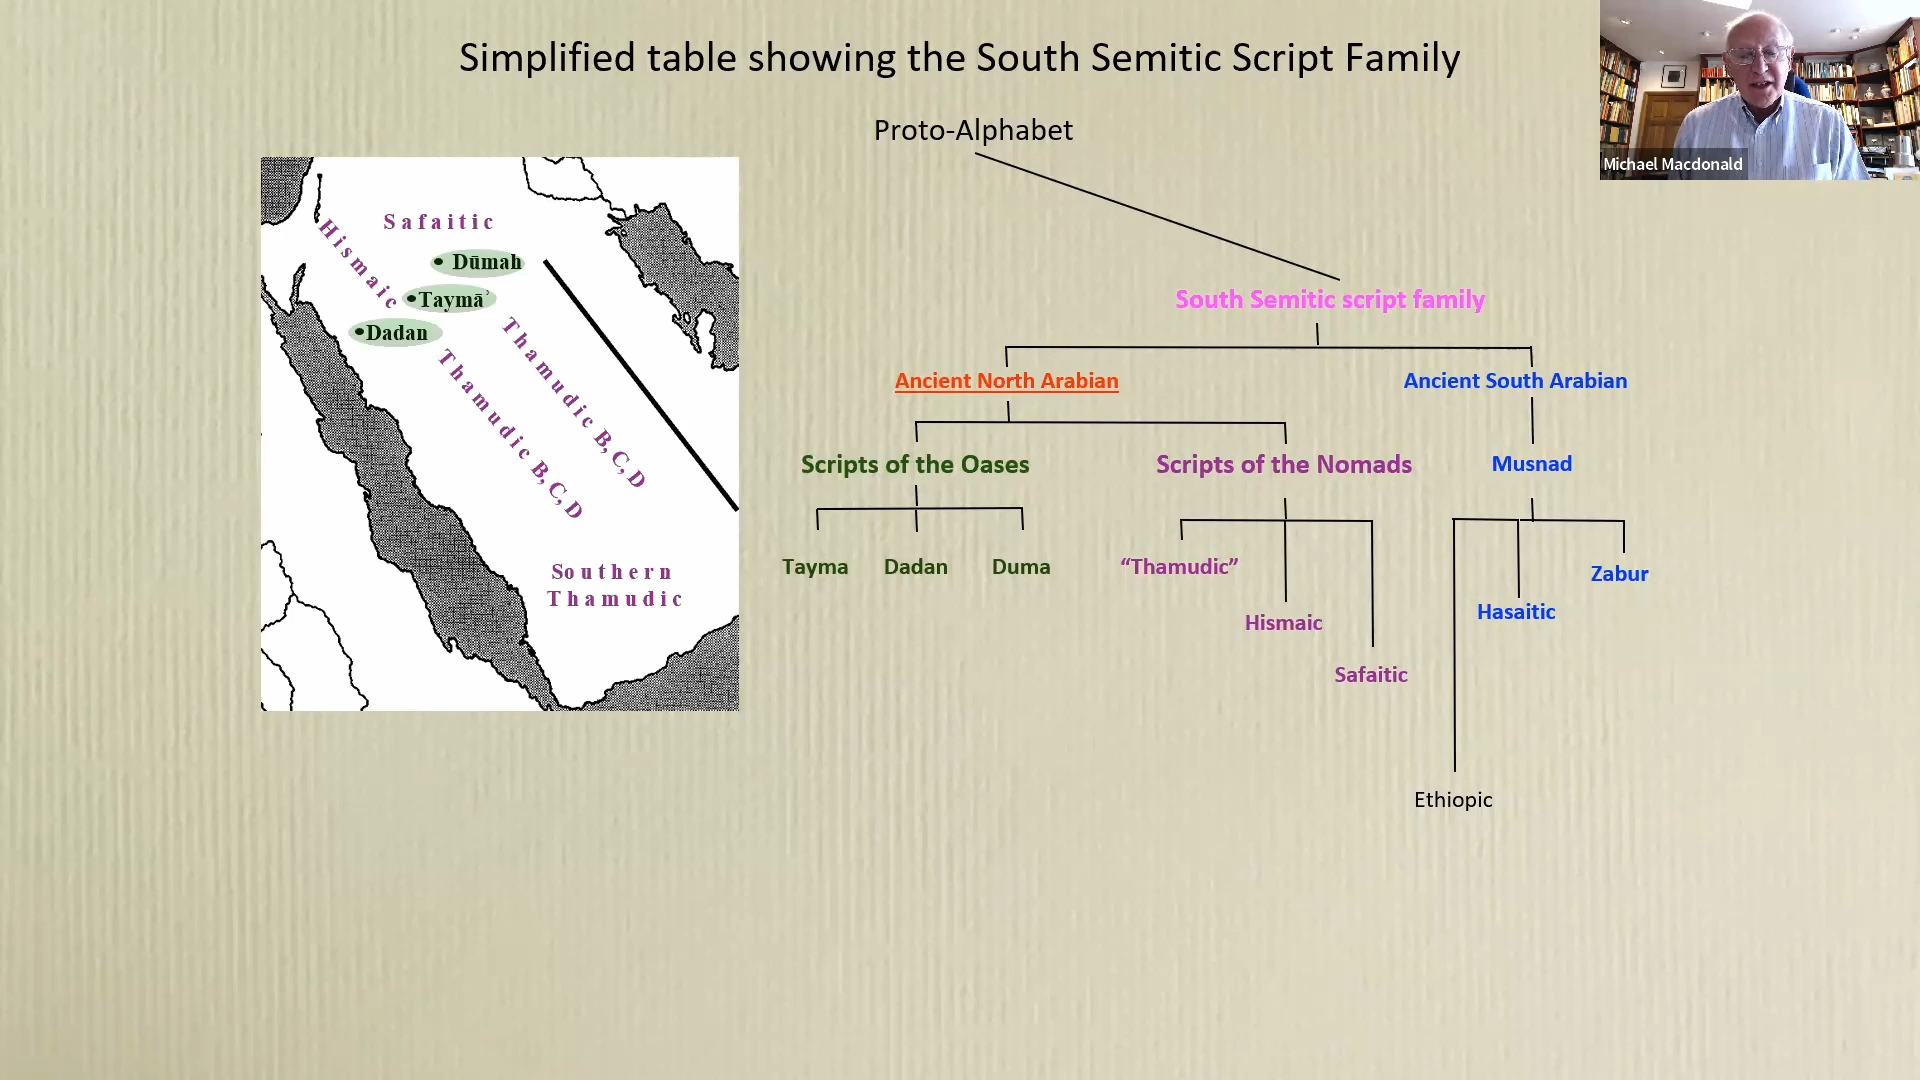 Simplified table showing the South Semitic Script Family
Michael Macdonald
Proto-Alphabet
Safaitic
Hismaic
Dūmah
Taymāʾ
Dadan
Thamudic B, C, D
Thamudic B, C, D
Southern
Thamudic
South Semitic script family
Ancient North Arabian
Ancient South Arabian
Scripts of the Oases
Scripts of the Nomads
Musnad
Tayma
Dadan
Duma
“Thamudic”
Zabur
Hismaic
Hasaitic
Safaitic
Ethiopic